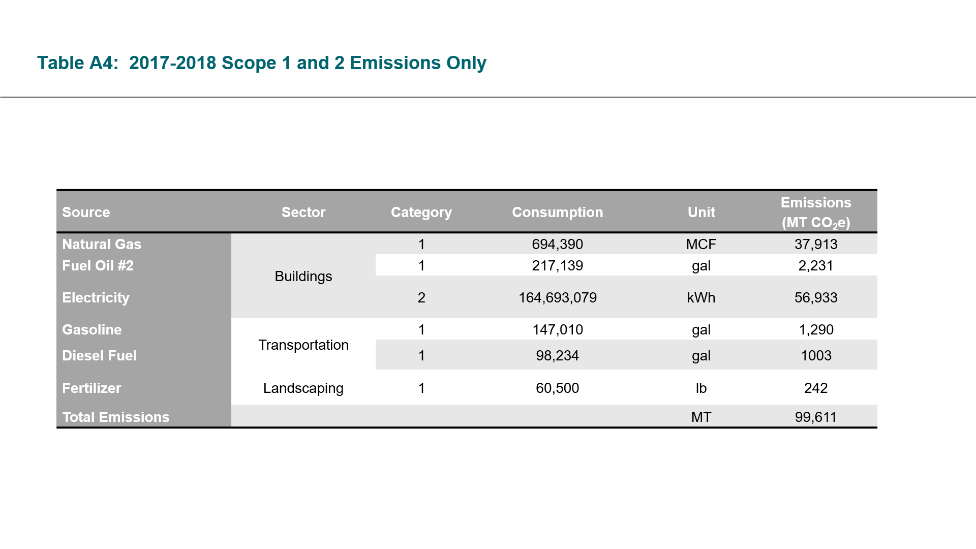 Table A4: 2017-2018 Scope 1 and 2 Emissions Only
Source Sector Category Consumption Unit Emissions (MT CO₂e)
Natural Gas 1 694,390 MCF 37,913
Fuel Oil #2 1 217,139 gal 2,231
Buildings
Electricity 2 164,693,079 kWh 56,933
Gasoline 1 147,010 gal 1,290
Transportation
Diesel Fuel 1 98,234 gal 1003
Fertilizer Landscaping 1 60,500 lb 242
Total Emissions MT 99,611